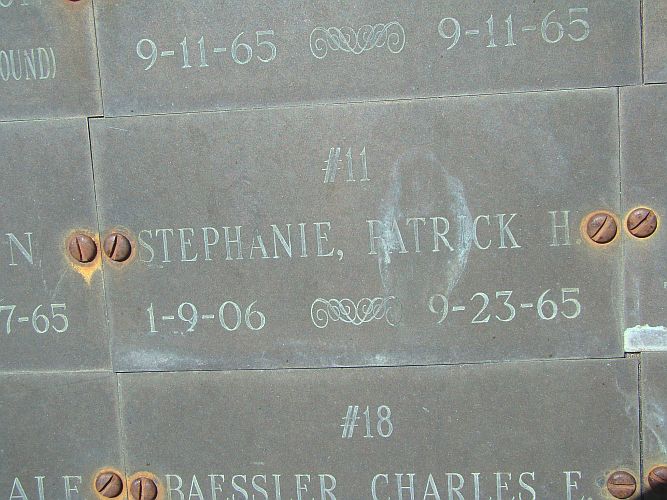 OUND)
9-11-65 9-11-65
#11
STEPHANIE, PATRICK H.
1-9-06 9-23-65
N
7-65
#18
BAESSLER, CHARLES F.
ALE